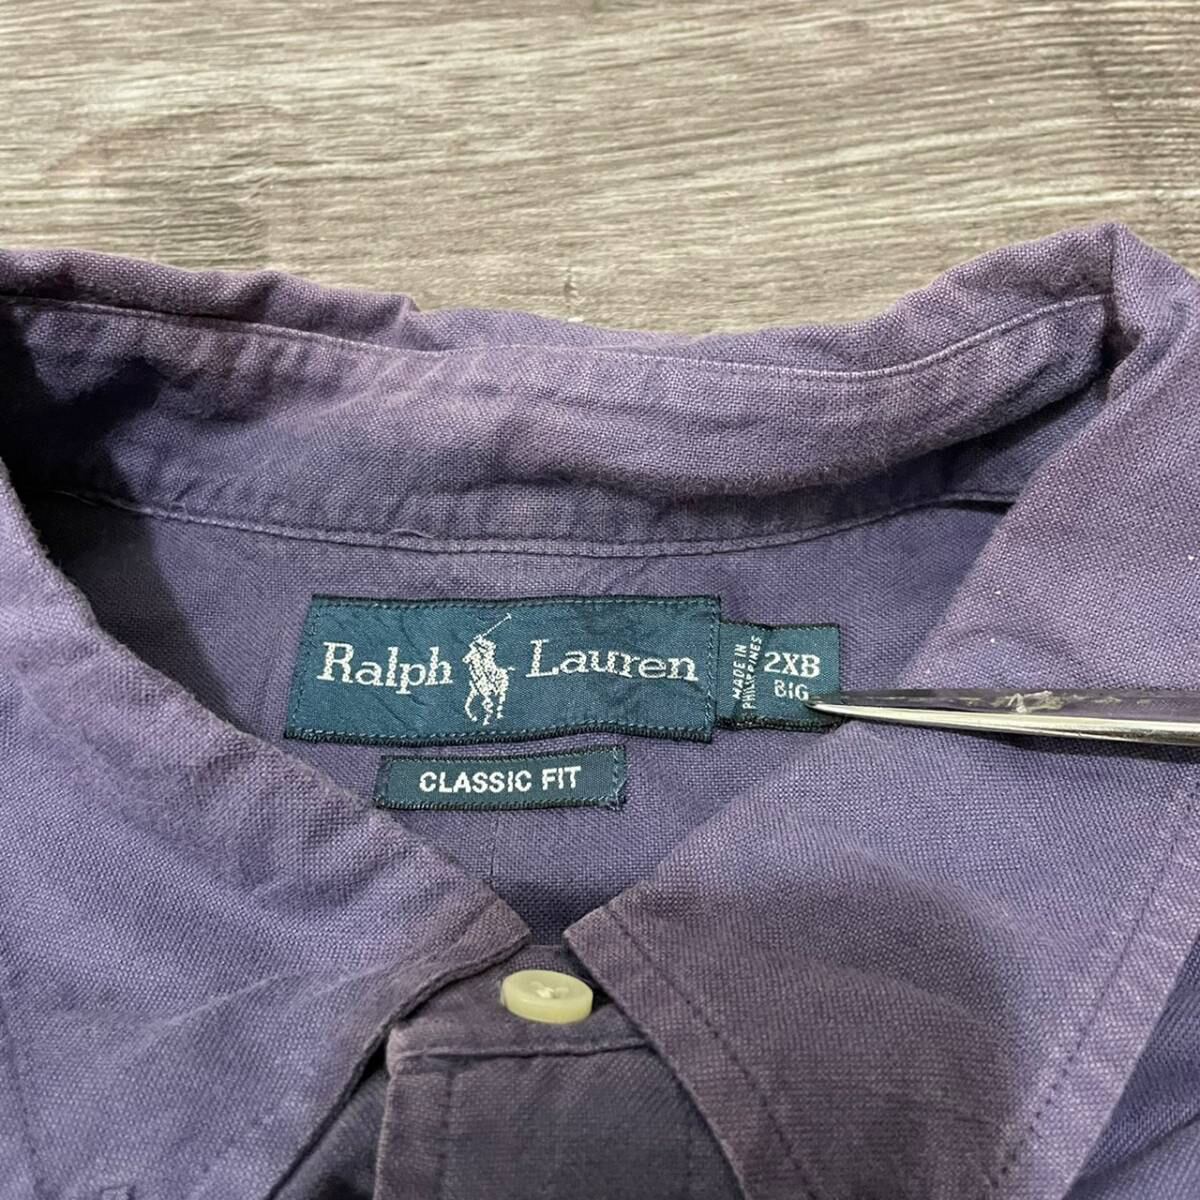 Ralph Lauren
MADE IN
PHILIPPINES
2XB
BIG
CLASSIC FIT